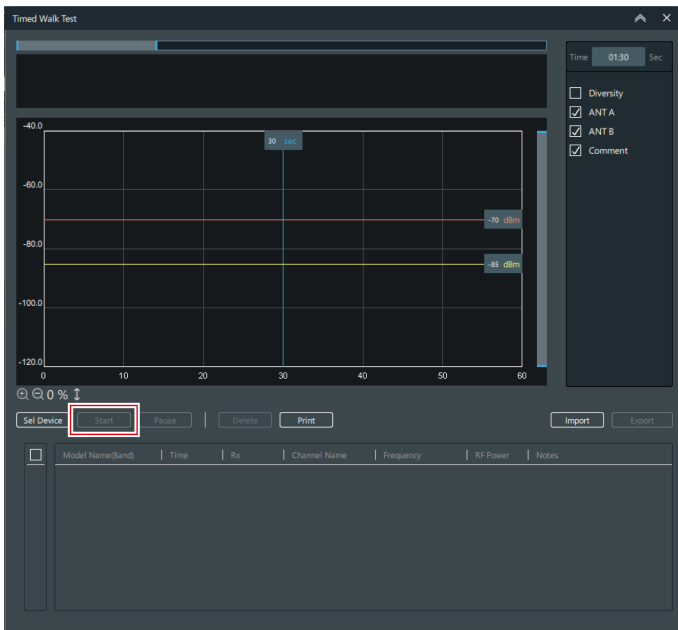 Timed Walk Test
Time 01:30 Sec
Diversity
ANT A
ANT B
Comment
-40.0
30 sec
-60.0
-70 dBm
-80.0
-85 dBm
-100.0
-120.0
0 10 20 30 40 50 60
0 %
Sel Device Start Pause Delete Print Import Export
Model Name(Band) Time Rx Channel Name Frequency RF Power Notes